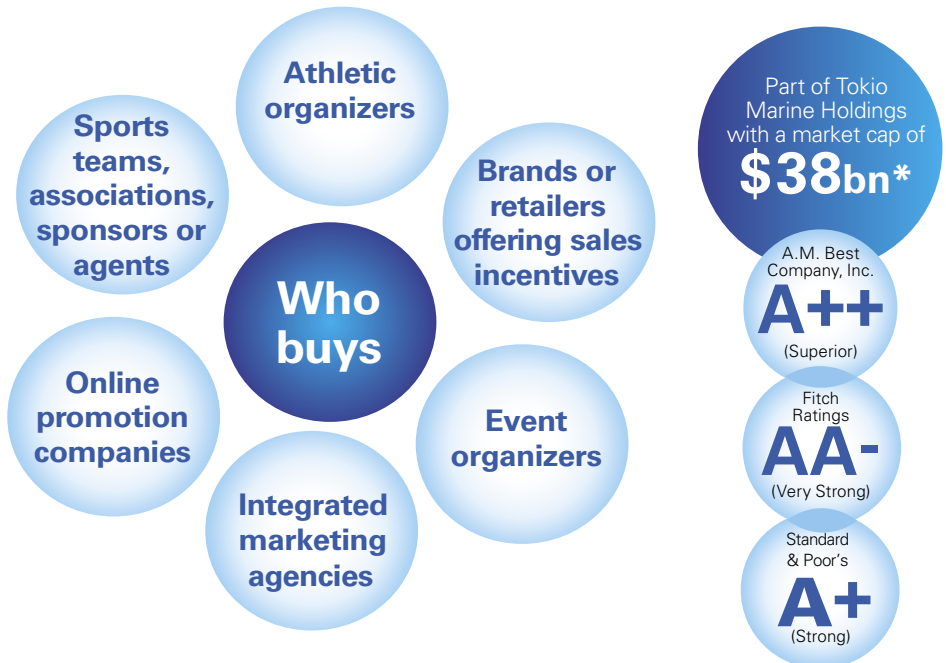 Athletic
organizers
Sports
teams,
associations,
sponsors or
agents
Brands or
retailers
offering sales
incentives
Who
buys
Online
promotion
companies
Event
organizers
Integrated
marketing
agencies
Part of Tokio
Marine Holdings
with a market cap of
$38bn*
A.M. Best
Company, Inc.
A++
(Superior)
Fitch
Ratings
AA-
(Very Strong)
Standard
& Poor's
A+
(Strong)